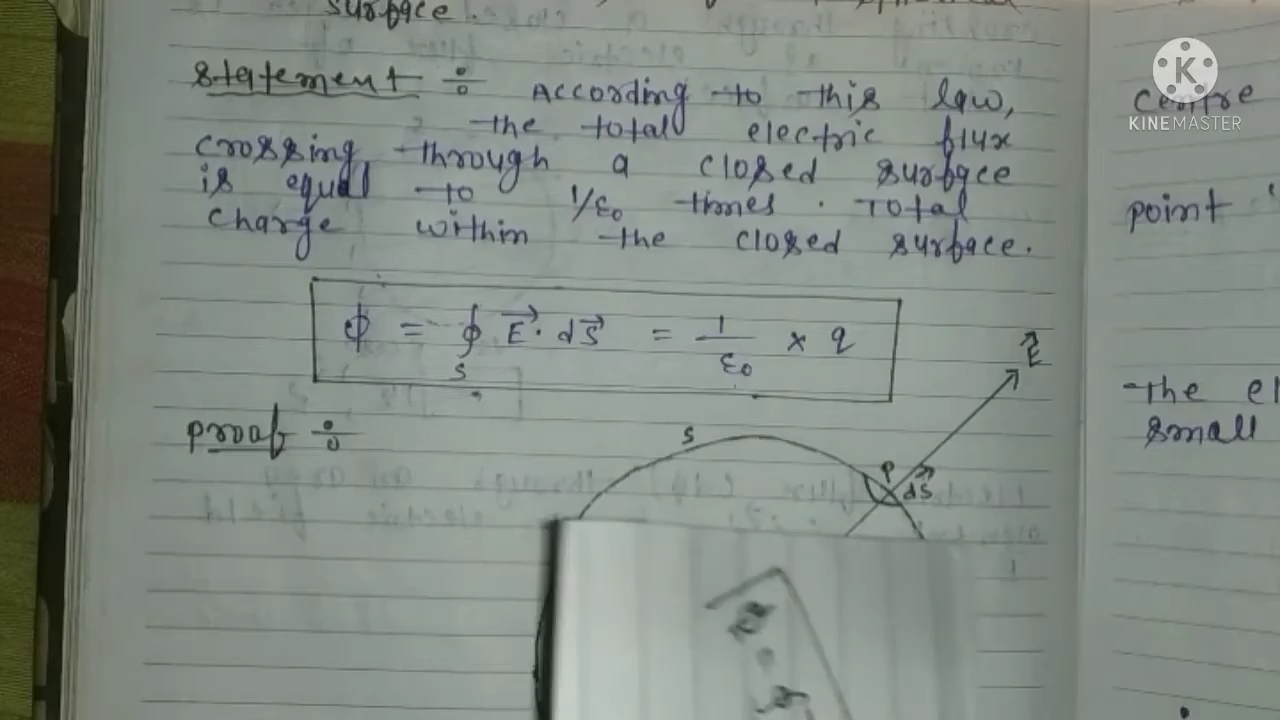 surface.
statement ÷ According to this law,
the total electric flux
crossing through a closed surface
is equal to 1/ε₀ times . Total
charge within the closed surface.
ϕ = ∮ E⃗ · dS⃗ = 1/ε₀ × q
S
Proof ÷
S
E⃗
P
dS⃗
centre
point
the el
small
KINEMASTER